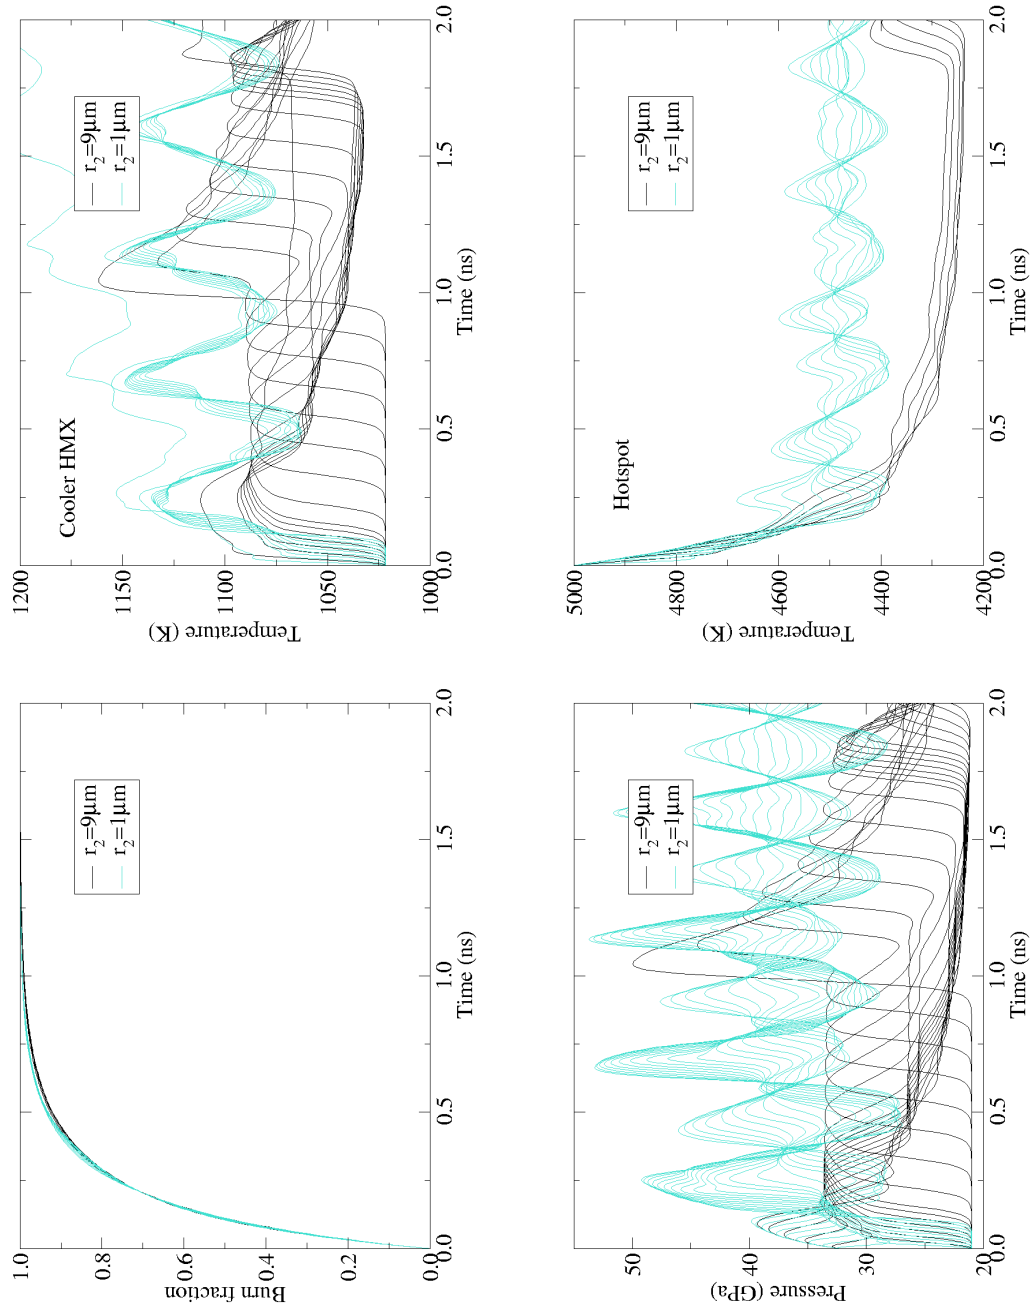 1.0
0.8
0.6
0.4
0.2
0.0
Burn fraction
r2=9μm
r2=1μm
0.0 0.5 1.0 1.5 2.0
Time (ns)
1200
1150
1100
1050
1000
Temperature (K)
Cooler HMX
r2=9μm
r2=1μm
0.0 0.5 1.0 1.5 2.0
Time (ns)
50
40
30
20
Pressure (GPa)
r2=9μm
r2=1μm
0.0 0.5 1.0 1.5 2.0
Time (ns)
5000
4800
4600
4400
4200
Temperature (K)
Hotspot
r2=9μm
r2=1μm
0.0 0.5 1.0 1.5 2.0
Time (ns)